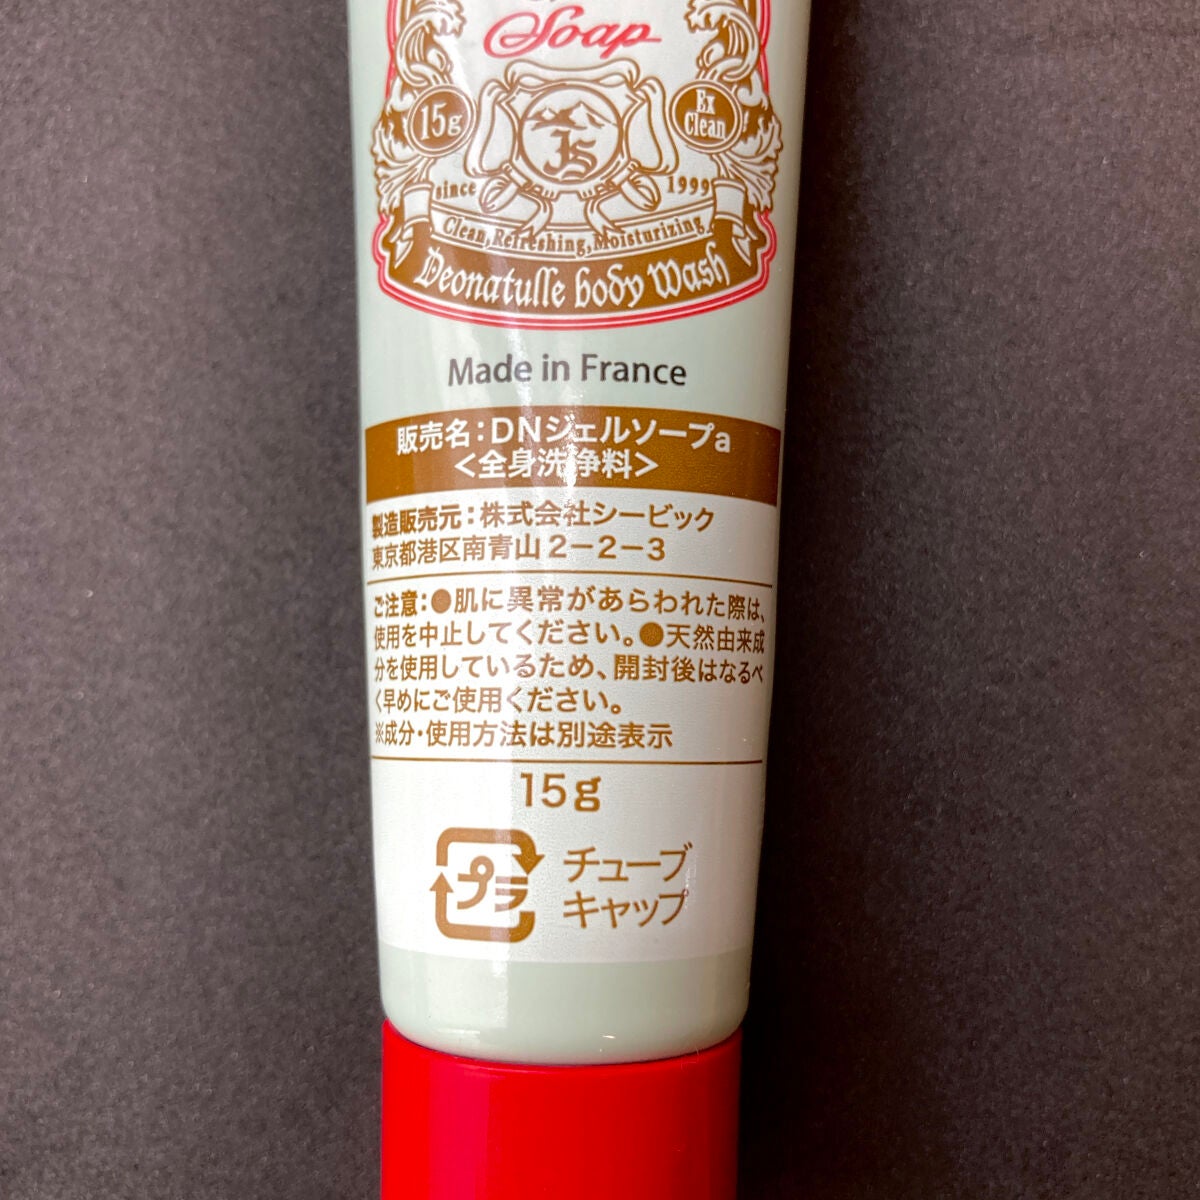 Soap
15g
Ex
Clean
JS
since 1999
Clean, Refreshing, Moisturizing
Deonatulle body Wash
Made in France
販売名：DNジェルソープa
＜全身洗浄料＞
製造販売元：株式会社シービック
東京都港区南青山2−2−3
ご注意：●肌に異常があらわれた際は、
使用を中止してください。●天然由来成
分を使用しているため、開封後はなるべ
く早めにご使用ください。
※成分・使用方法は別途表示
15g
プラ
チューブ
キャップ